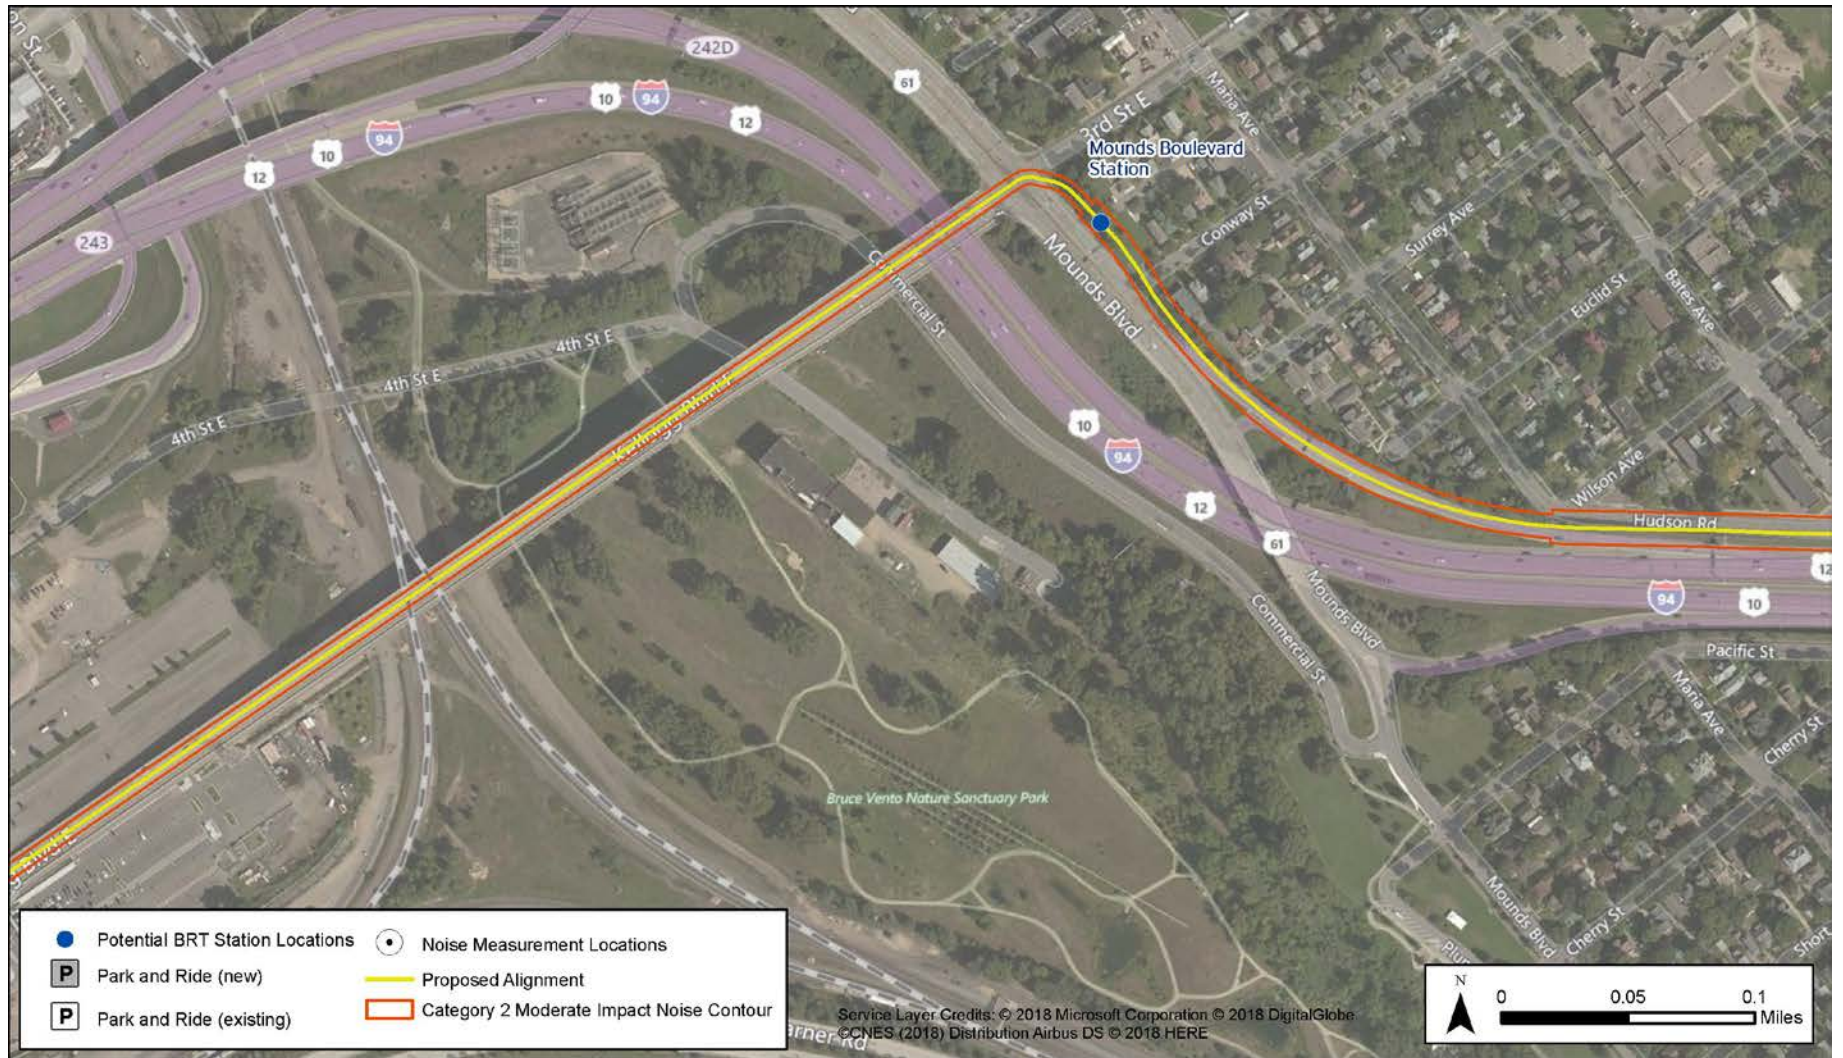 242D
61
10
94
12
94
10
12
243
Maria Ave
3rd St E
Mounds Boulevard
Station
Conway St
Surrey Ave
Euclid St
Bates Ave
Commercial St
Mounds Blvd
4th St E
4th St E
4th St E
10
94
12
61
Wilson Ave
Hudson Rd
12
94
10
Mounds Blvd
Commercial St
Pacific St
Maria Ave
Cherry St
Bruce Vento Nature Sanctuary Park
Mounds Blvd
Cherry St
Short
Potential BRT Station Locations
P Park and Ride (new)
P Park and Ride (existing)
Noise Measurement Locations
Proposed Alignment
Category 2 Moderate Impact Noise Contour
arner Rd
Service Layer Credits: © 2018 Microsoft Corporation © 2018 DigitalGlobe
©CNES (2018) Distribution Airbus DS © 2018 HERE
N
0 0.05 0.1
Miles